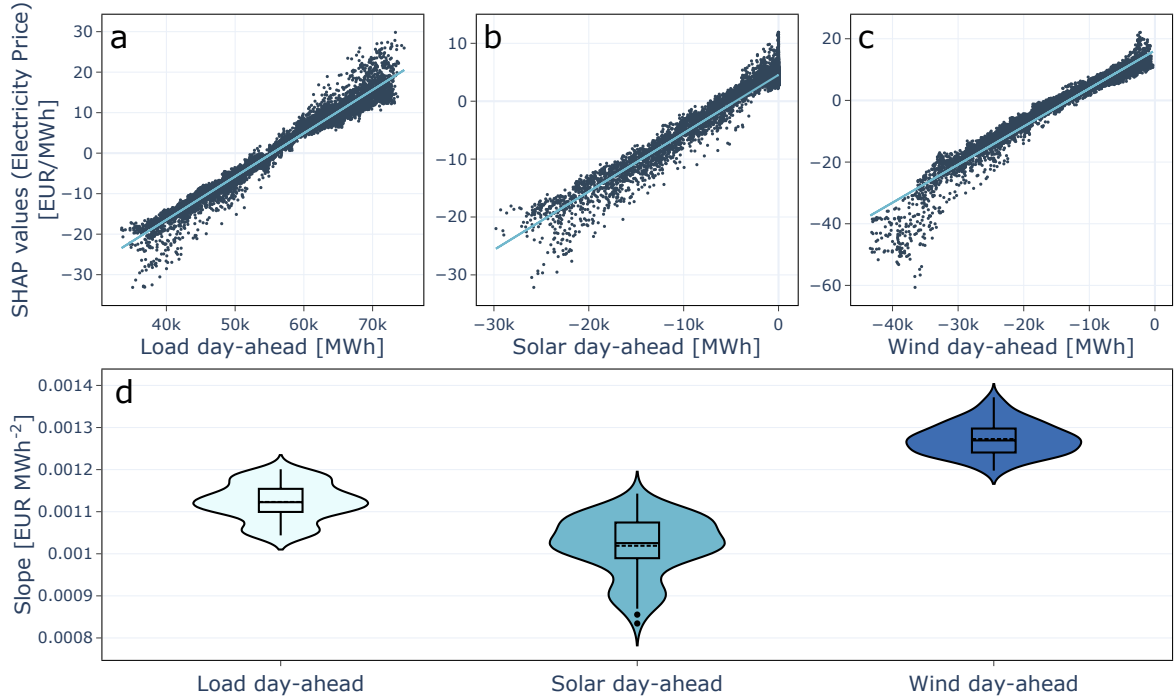 SHAP values (Electricity Price)
[EUR/MWh]
a
30
20
10
0
−10
−20
−30
40k 50k 60k 70k
Load day-ahead [MWh]
b
10
0
−10
−20
−30
−30k −20k −10k 0
Solar day-ahead [MWh]
c
20
0
−20
−40
−60
−40k −30k −20k −10k 0
Wind day-ahead [MWh]
d
Slope [EUR MWh⁻²]
0.0014
0.0013
0.0012
0.0011
0.001
0.0009
0.0008
Load day-ahead Solar day-ahead Wind day-ahead